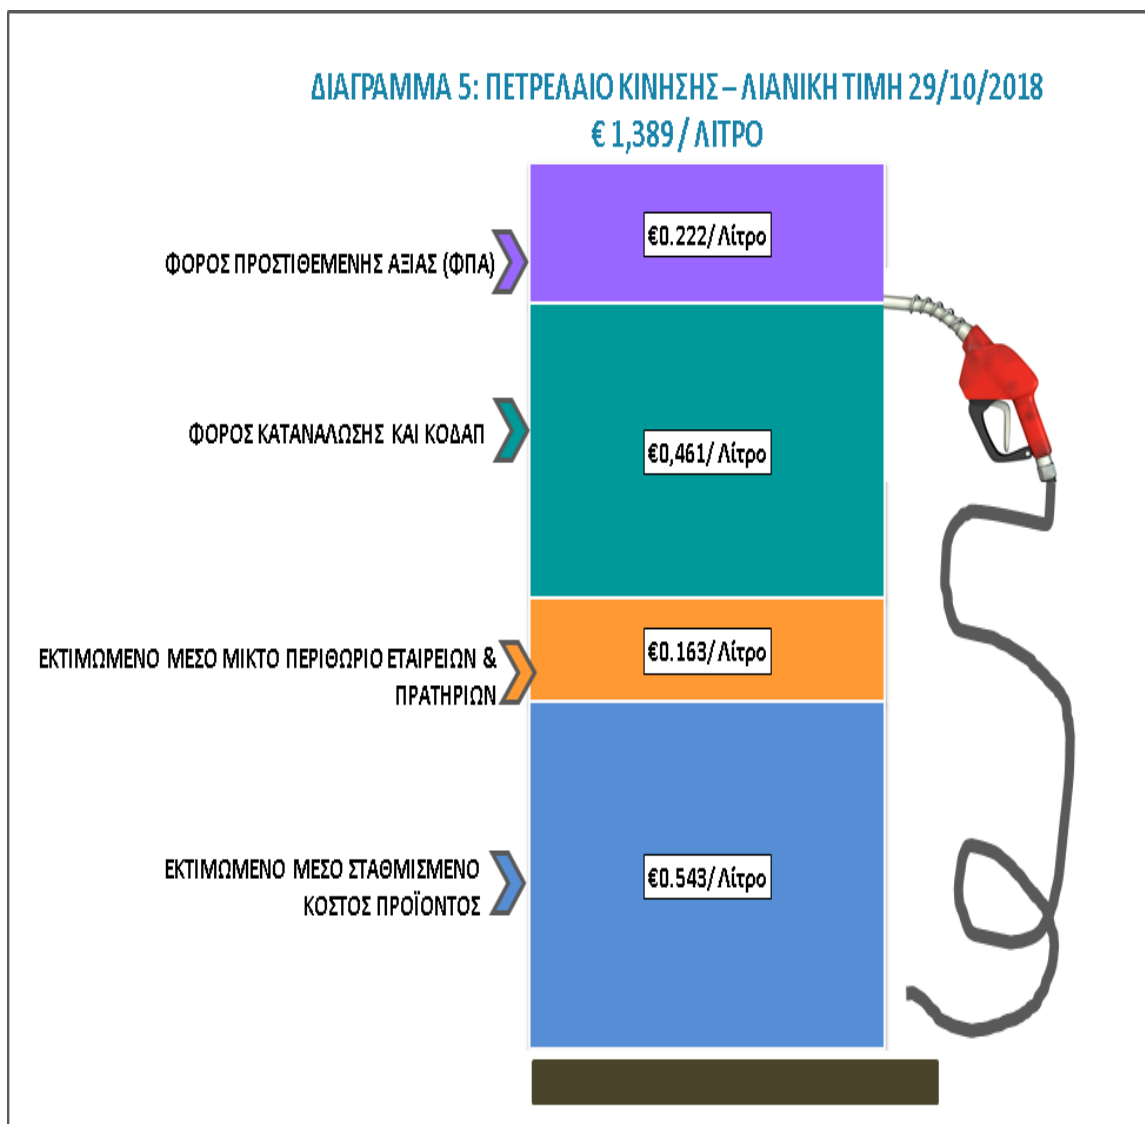 ΔΙΑΓΡΑΜΜΑ 5: ΠΕΤΡΕΛΑΙΟ ΚΙΝΗΣΗΣ – ΛΙΑΝΙΚΗ ΤΙΜΗ 29/10/2018
€ 1,389 / ΛΙΤΡΟ
€0.222/ Λίτρο
ΦΟΡΟΣ ΠΡΟΣΤΙΘΕΜΕΝΗΣ ΑΞΙΑΣ (ΦΠΑ)
ΦΟΡΟΣ ΚΑΤΑΝΑΛΩΣΗΣ ΚΑΙ ΚΟΔΑΠ
€0,461/ Λίτρο
ΕΚΤΙΜΩΜΕΝΟ ΜΕΣΟ ΜΙΚΤΟ ΠΕΡΙΘΩΡΙΟ ΕΤΑΙΡΕΙΩΝ &
ΠΡΑΤΗΡΙΩΝ
€0.163/ Λίτρο
ΕΚΤΙΜΩΜΕΝΟ ΜΕΣΟ ΣΤΑΘΜΙΣΜΕΝΟ
ΚΟΣΤΟΣ ΠΡΟΪΟΝΤΟΣ
€0.543/ Λίτρο